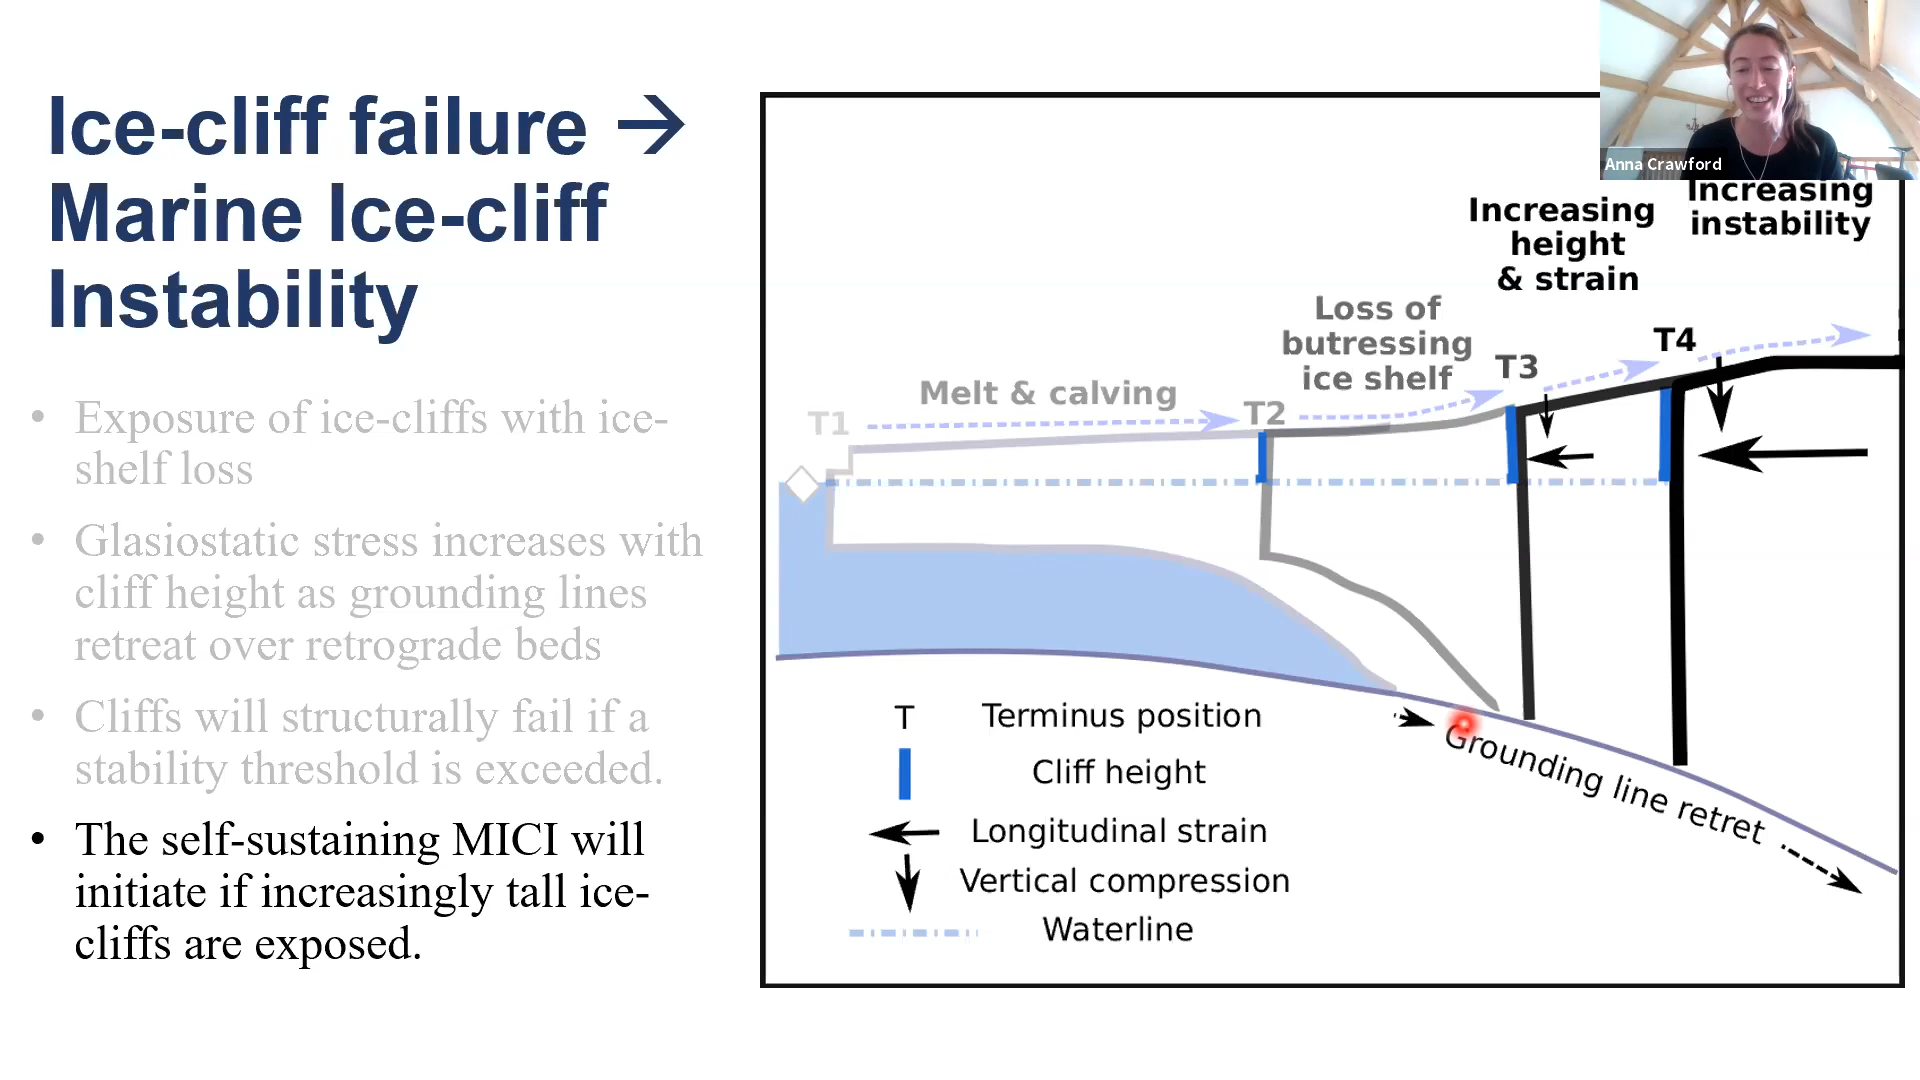 Ice-cliff failure →
Marine Ice-cliff
Instability
• Exposure of ice-cliffs with ice-
shelf loss
• Glasiostatic stress increases with
cliff height as grounding lines
retreat over retrograde beds
• Cliffs will structurally fail if a
stability threshold is exceeded.
• The self-sustaining MICI will
initiate if increasingly tall ice-
cliffs are exposed.
Anna Crawford
Increasing
instability
Increasing
height
& strain
Loss of
butressing
ice shelf
Melt & calving
T1
T2
T3
T4
T Terminus position
Cliff height
Longitudinal strain
Vertical compression
Waterline
Grounding line retret